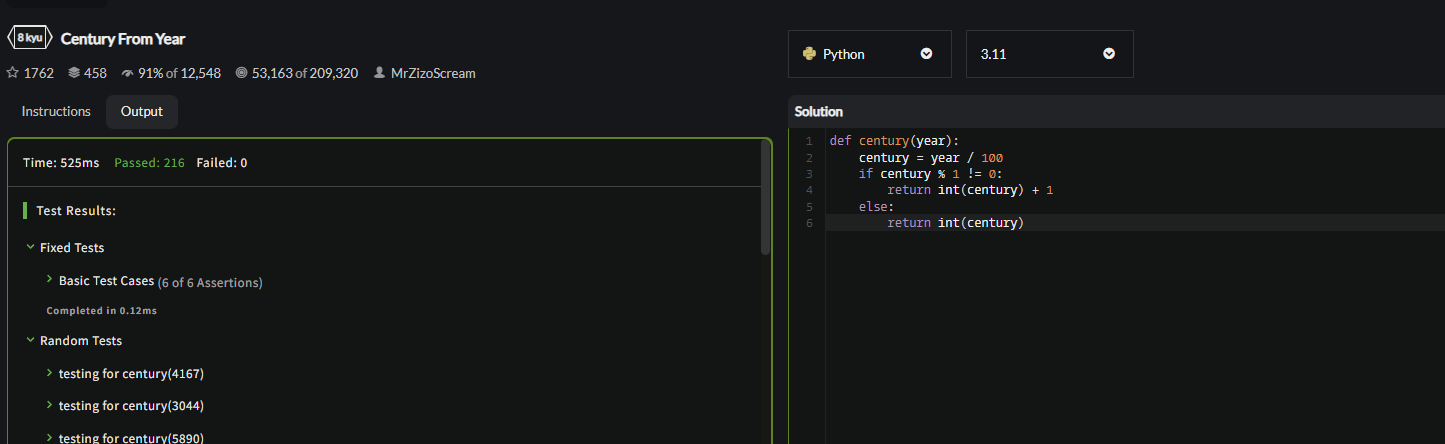 8 kyu Century From Year
1762 458 91% of 12,548 53,163 of 209,320 MrZizoScream
Instructions Output
Time: 525ms Passed: 216 Failed: 0
Test Results:
Fixed Tests
Basic Test Cases (6 of 6 Assertions)
Completed in 0.12ms
Random Tests
testing for century(4167)
testing for century(3044)
testing for century(5890)
Python 3.11
Solution
1 def century(year):
2     century = year / 100
3     if century % 1 != 0:
4         return int(century) + 1
5     else:
6         return int(century)